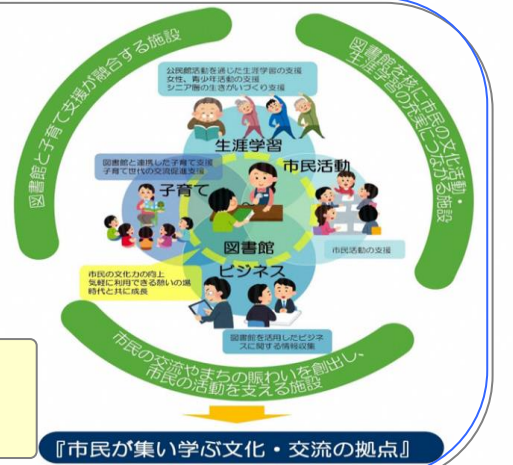 図書館と子育て支援が融合する施設
図書館を核に市民の文化活動・
生涯学習の充実につながる施設
公民館活動を通じた生涯学習の支援
女性、青少年活動の支援
シニア層の生きがいづくり支援
生涯学習
図書館と連携した子育て支援
子育て世代の交流促進支援
市民活動
子育て
図書館
市民活動の支援
市民の文化力の向上
気軽に利用できる憩いの場
時代と共に成長
ビジネス
図書館を活用したビジネ
スに関する情報収集
市民の交流やまちの賑わいを創出し、
市民の活動を支える施設
『市民が集い学ぶ文化・交流の拠点』